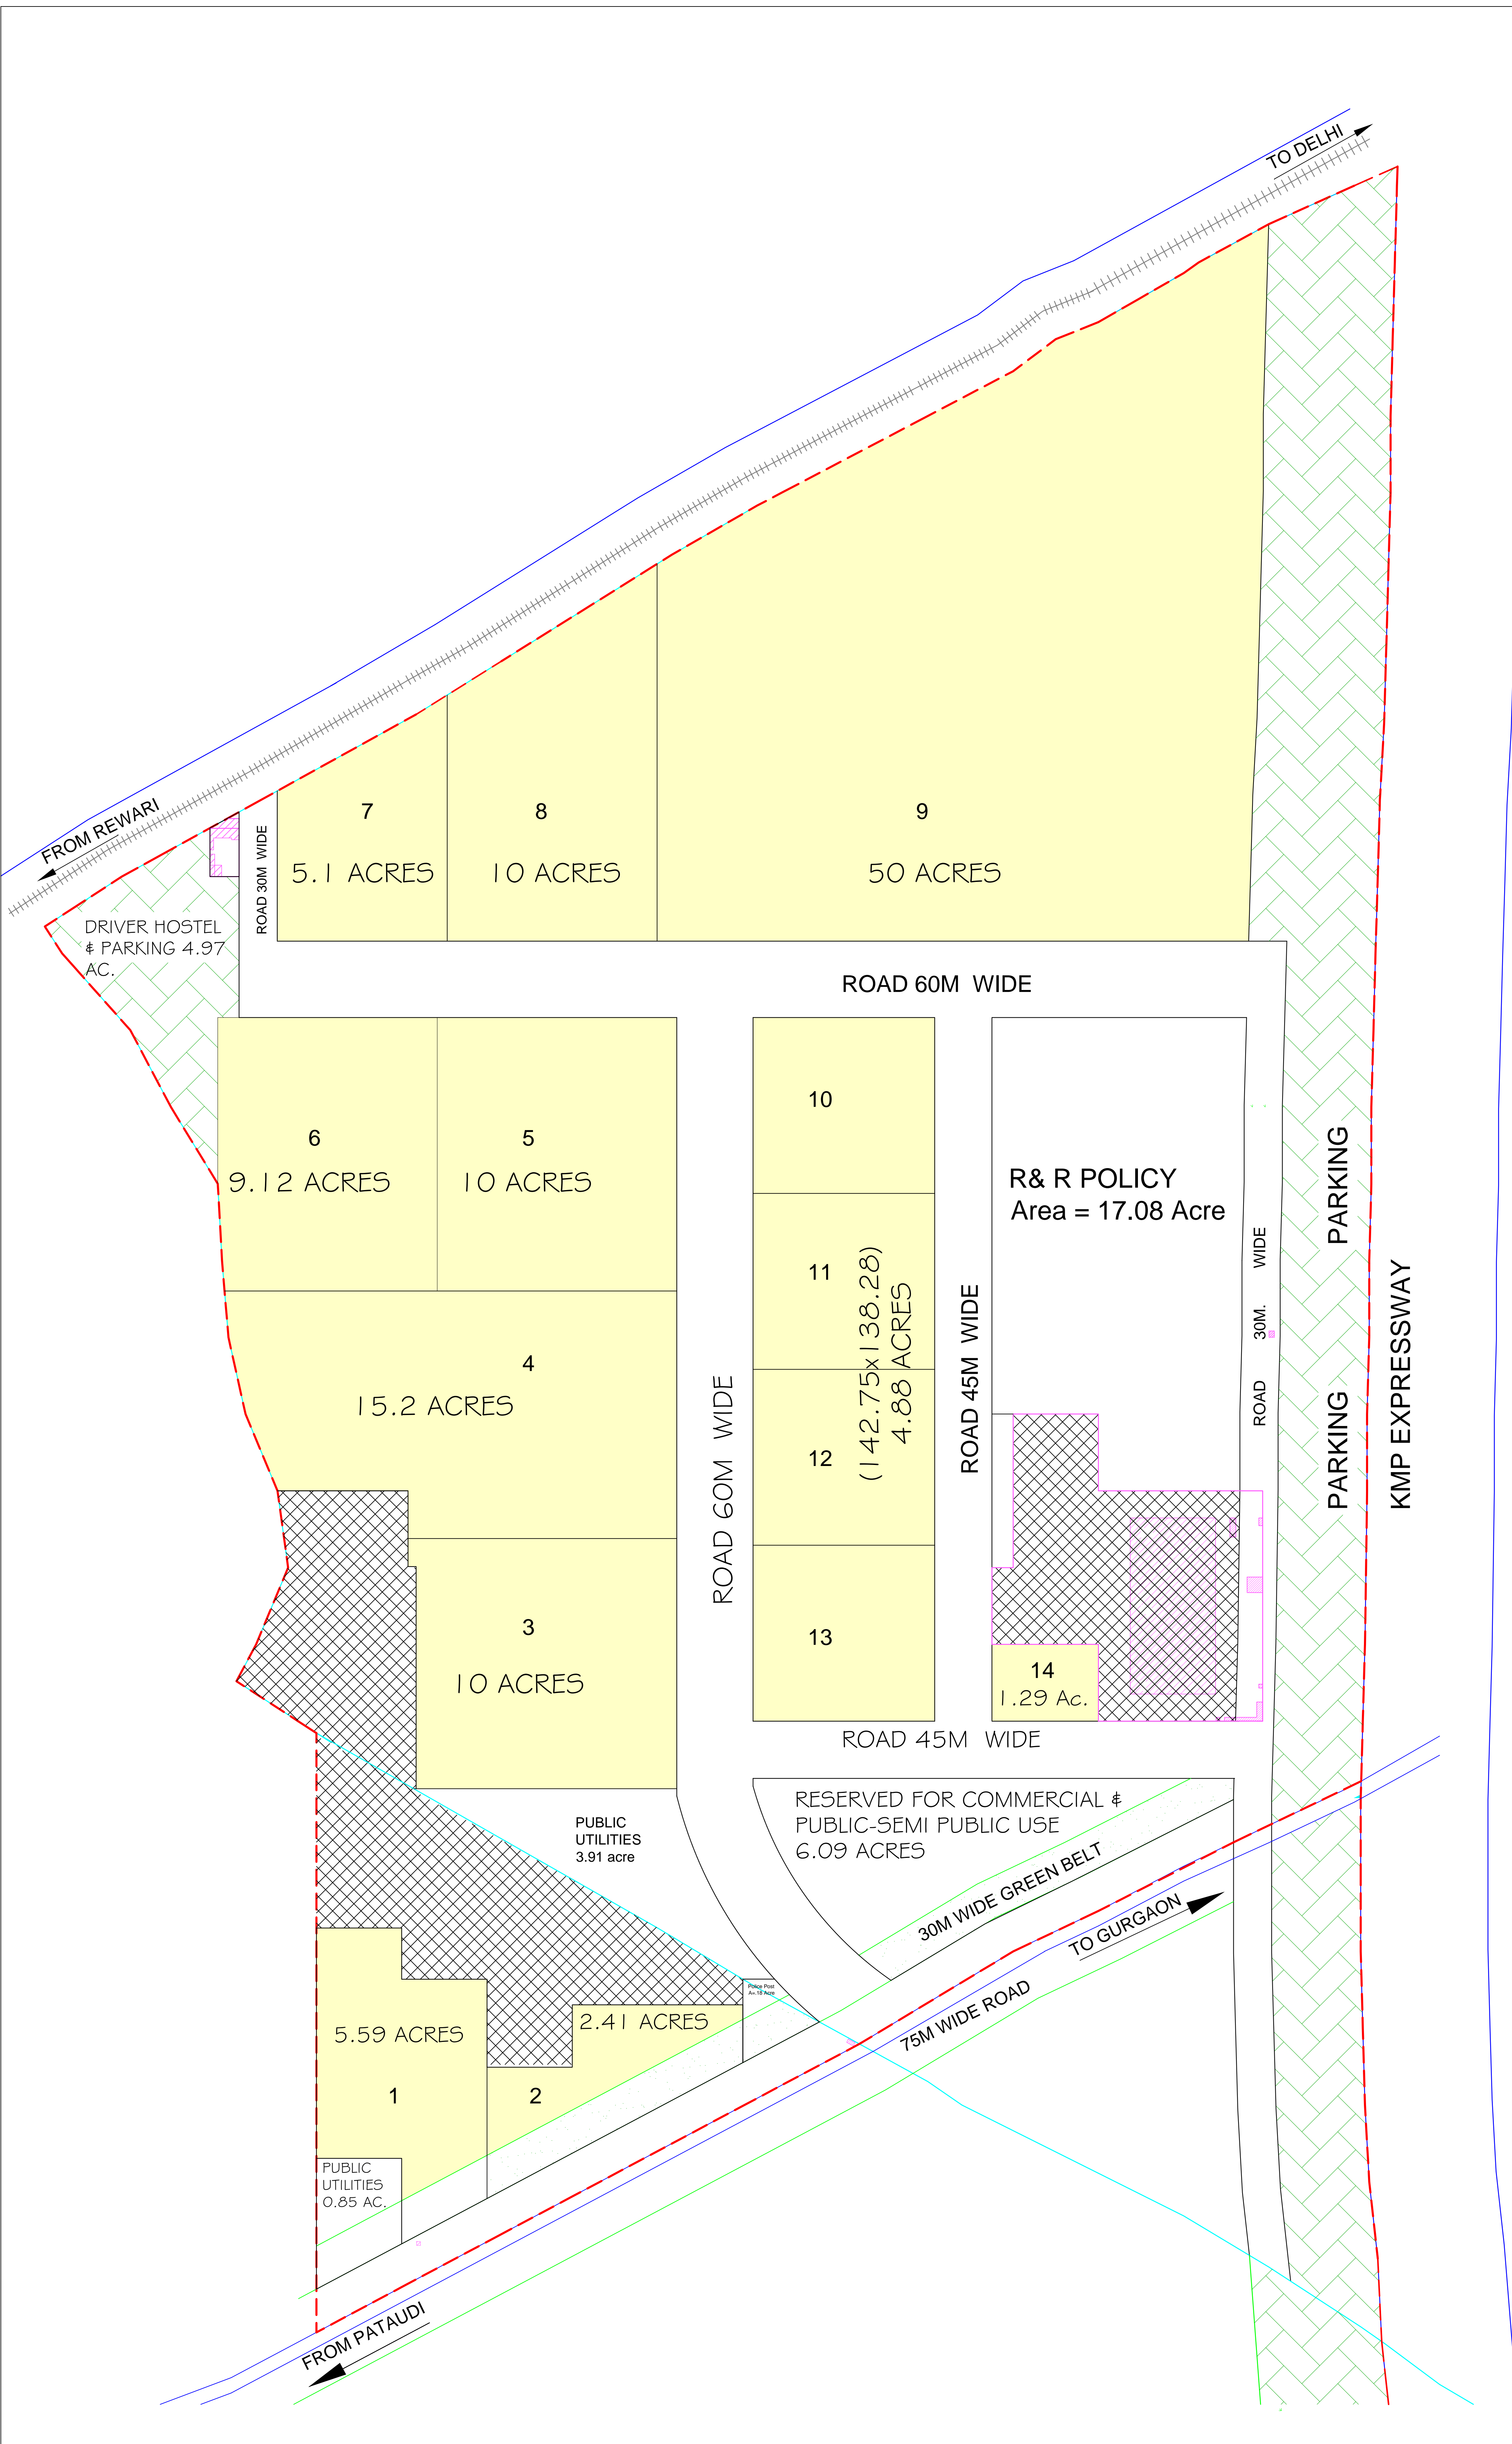 TO DELHI
FROM REWARI
7
8
9
5.1 ACRES
10 ACRES
50 ACRES
ROAD 30M WIDE
DRIVER HOSTEL
& PARKING 4.97
AC.
ROAD 60M WIDE
10
6
5
9.12 ACRES
10 ACRES
R& R POLICY
Area = 17.08 Acre
PARKING
11
(142.75x138.28)
4.88 ACRES
ROAD 45M WIDE
ROAD 30M. WIDE
KMP EXPRESSWAY
4
15.2 ACRES
ROAD 60M WIDE
PARKING
12
3
10 ACRES
13
14
1.29 Ac.
ROAD 45M WIDE
RESERVED FOR COMMERCIAL &
PUBLIC-SEMI PUBLIC USE
6.09 ACRES
PUBLIC
UTILITIES
3.91 acre
30M WIDE GREEN BELT
TO GURGAON
75M WIDE ROAD
Police Post
A=.18 Acre
2.41 ACRES
5.59 ACRES
1
2
PUBLIC
UTILITIES
0.85 AC.
FROM PATAUDI